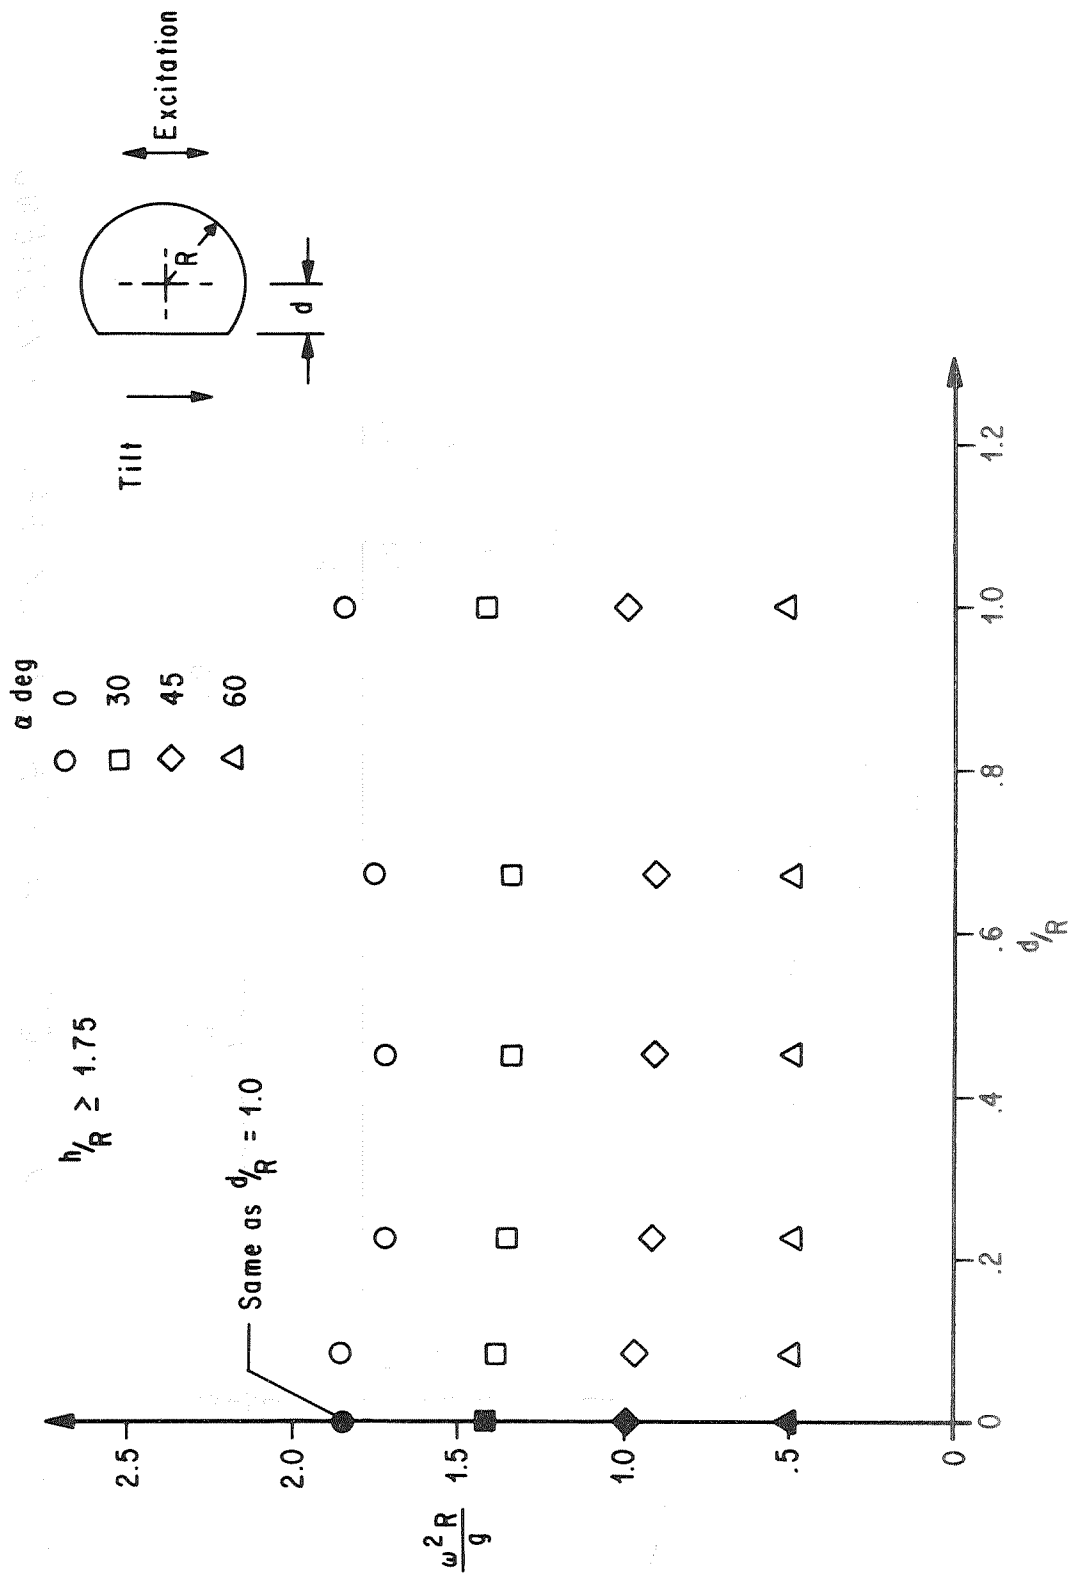 h/R ≥ 1.75
α deg
0
30
45
60
Tilt
Excitation
R
d
Same as d/R = 1.0
ω² R
g
2.5
2.0
1.5
1.0
.5
0
0
.2
.4
.6
.8
1.0
1.2
d/R